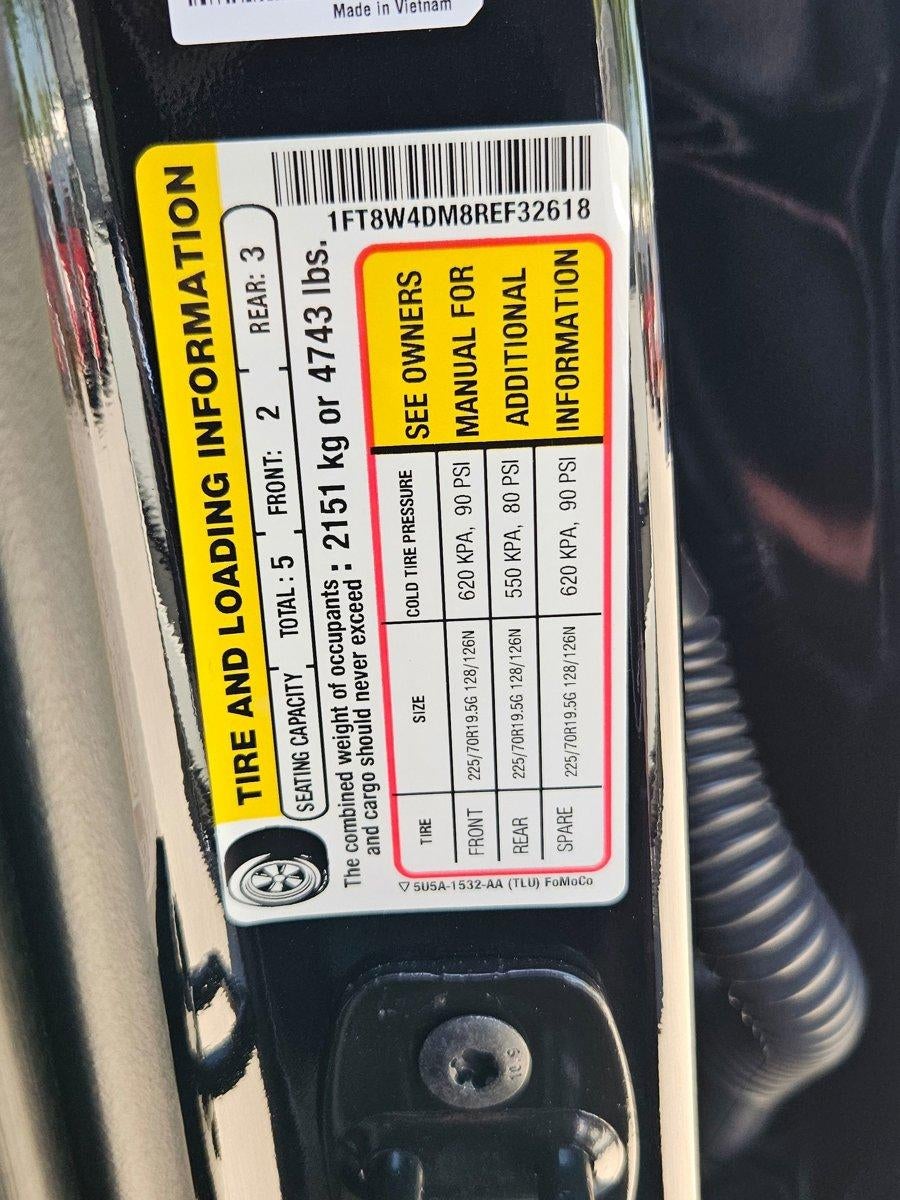 Made in Vietnam
1FT8W4DM8REF32618
TIRE AND LOADING INFORMATION
SEATING CAPACITY TOTAL: 5 FRONT: 2 REAR: 3
The combined weight of occupants
and cargo should never exceed : 2151 kg or 4743 lbs.
TIRE SIZE COLD TIRE PRESSURE
FRONT 225/70R19.5G 128/126N 620 KPA, 90 PSI
REAR 225/70R19.5G 128/126N 550 KPA, 80 PSI
SPARE 225/70R19.5G 128/126N 620 KPA, 90 PSI
SEE OWNERS
MANUAL FOR
ADDITIONAL
INFORMATION
5U5A-1532-AA (TLU) FoMoCo
10.9